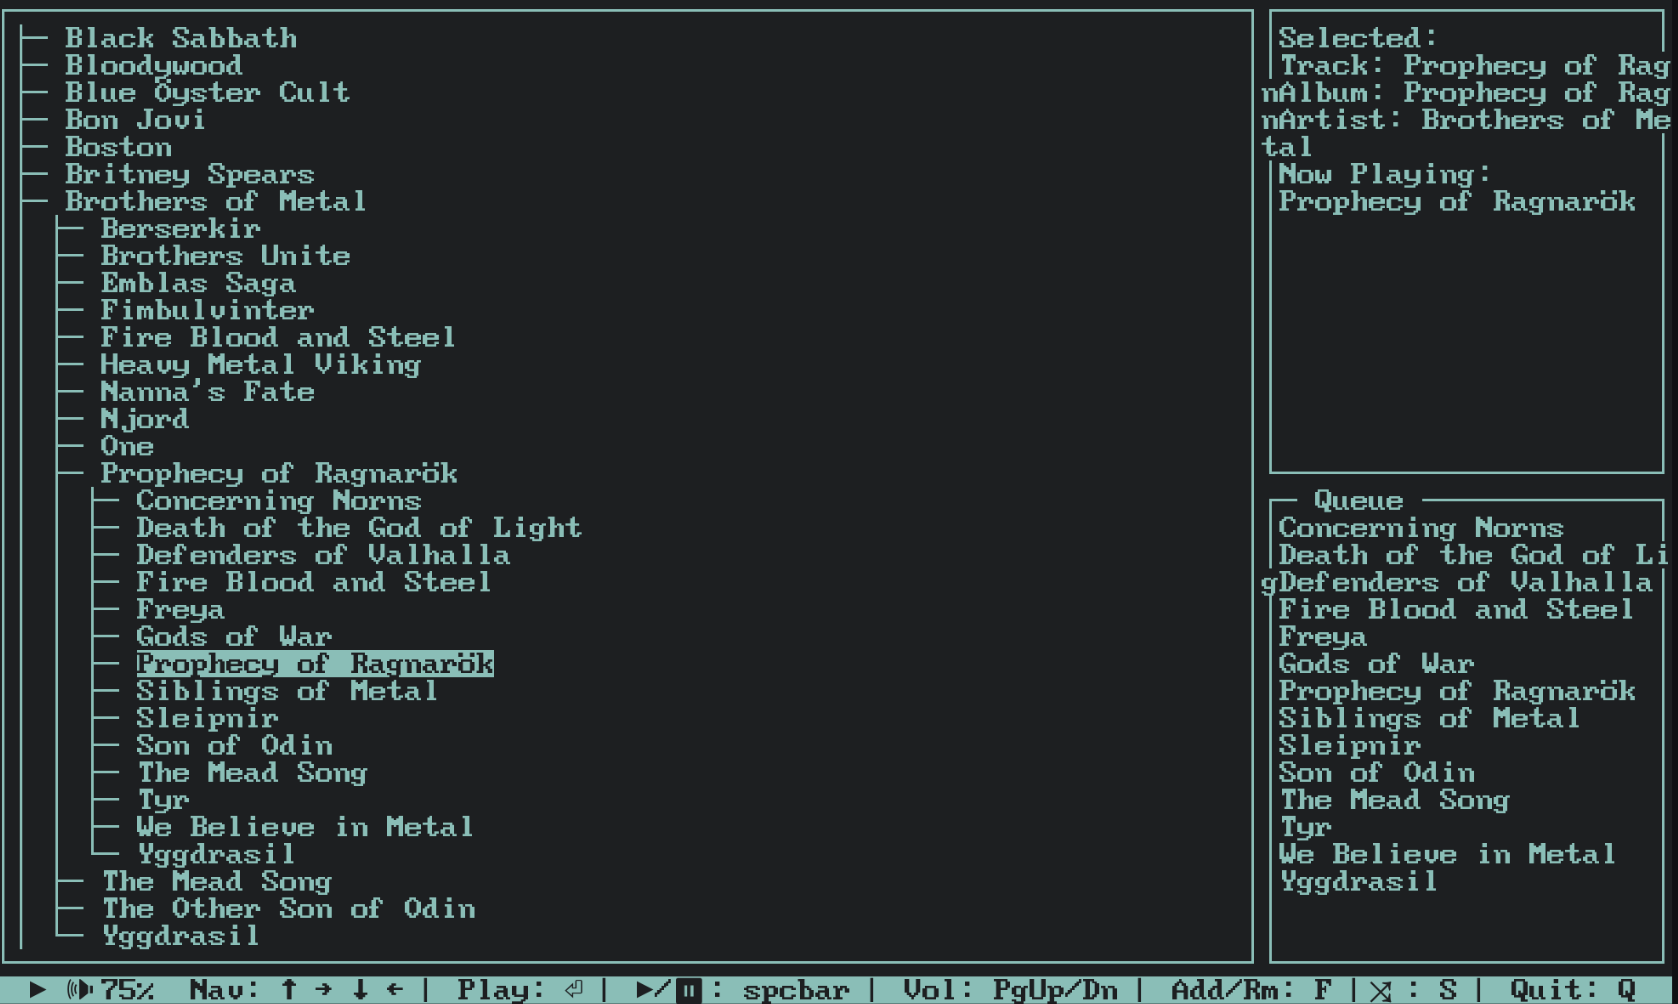 Black Sabbath
Bloodywood
Blue Öyster Cult
Bon Jovi
Boston
Britney Spears
Brothers of Metal
Berserkir
Brothers Unite
Emblas Saga
Fimbulvinter
Fire Blood and Steel
Heavy Metal Viking
Nanna's Fate
Njord
One
Prophecy of Ragnarök
Concerning Norns
Death of the God of Light
Defenders of Valhalla
Fire Blood and Steel
Freya
Gods of War
Prophecy of Ragnarök
Siblings of Metal
Sleipnir
Son of Odin
The Mead Song
Tyr
We Believe in Metal
Yggdrasil
The Mead Song
The Other Son of Odin
Yggdrasil
Selected:
Track: Prophecy of Rag
nAlbum: Prophecy of Rag
nArtist: Brothers of Me
tal
Now Playing:
Prophecy of Ragnarök
Queue
Concerning Norns
Death of the God of Li
gDefenders of Valhalla
Fire Blood and Steel
Freya
Gods of War
Prophecy of Ragnarök
Siblings of Metal
Sleipnir
Son of Odin
The Mead Song
Tyr
We Believe in Metal
Yggdrasil
▶ 🕪 75% Nav: ↑ → ↓ ← | Play: ⏎ | ▶/⏸ : spcbar | Vol: PgUp/Dn | Add/Rm: F | 🔀 : S | Quit: Q